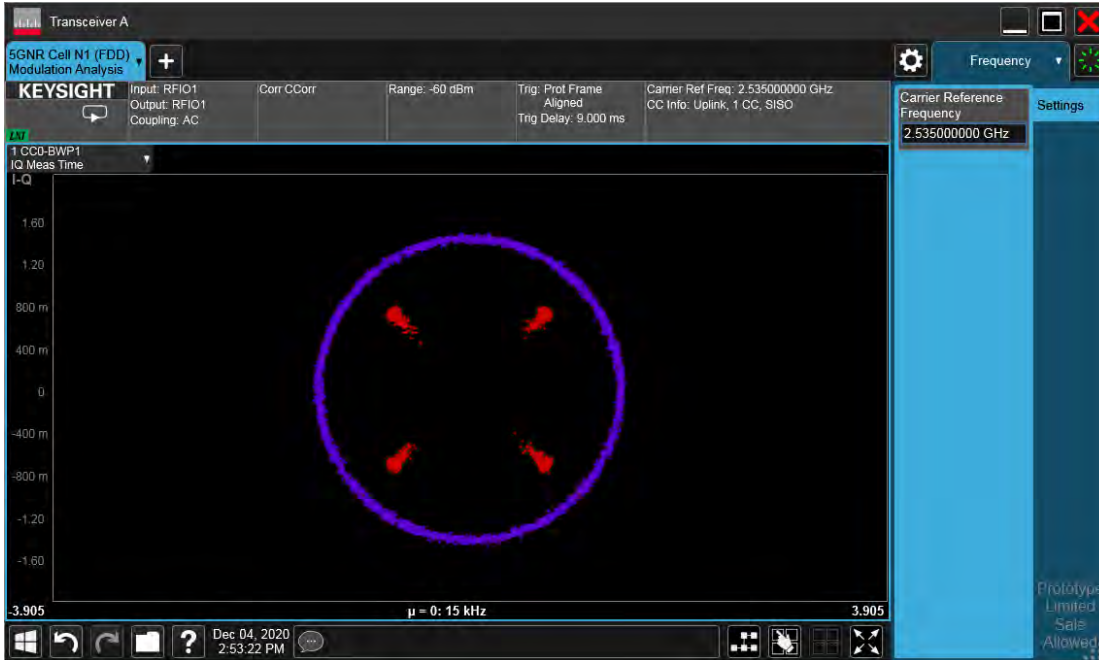 Transceiver A
5GNR Cell N1 (FDD)
Modulation Analysis
+
Frequency
KEYSIGHT
LXI
Input: RFIO1
Output: RFIO1
Coupling: AC
Corr CCorr
Range: -60 dBm
Trig: Prot Frame
Aligned
Trig Delay: 9.000 ms
Carrier Ref Freq: 2.535000000 GHz
CC Info: Uplink, 1 CC, SISO
Carrier Reference
Frequency
2.535000000 GHz
Settings
1 CC0-BWP1
IQ Meas Time
I-Q
1.60
1.20
800 m
400 m
0
-400 m
-800 m
-1.20
-1.60
-3.905
µ = 0: 15 kHz
3.905
?
Dec 04, 2020
2:53:22 PM
Prototype
Limited
Sale
Allowed